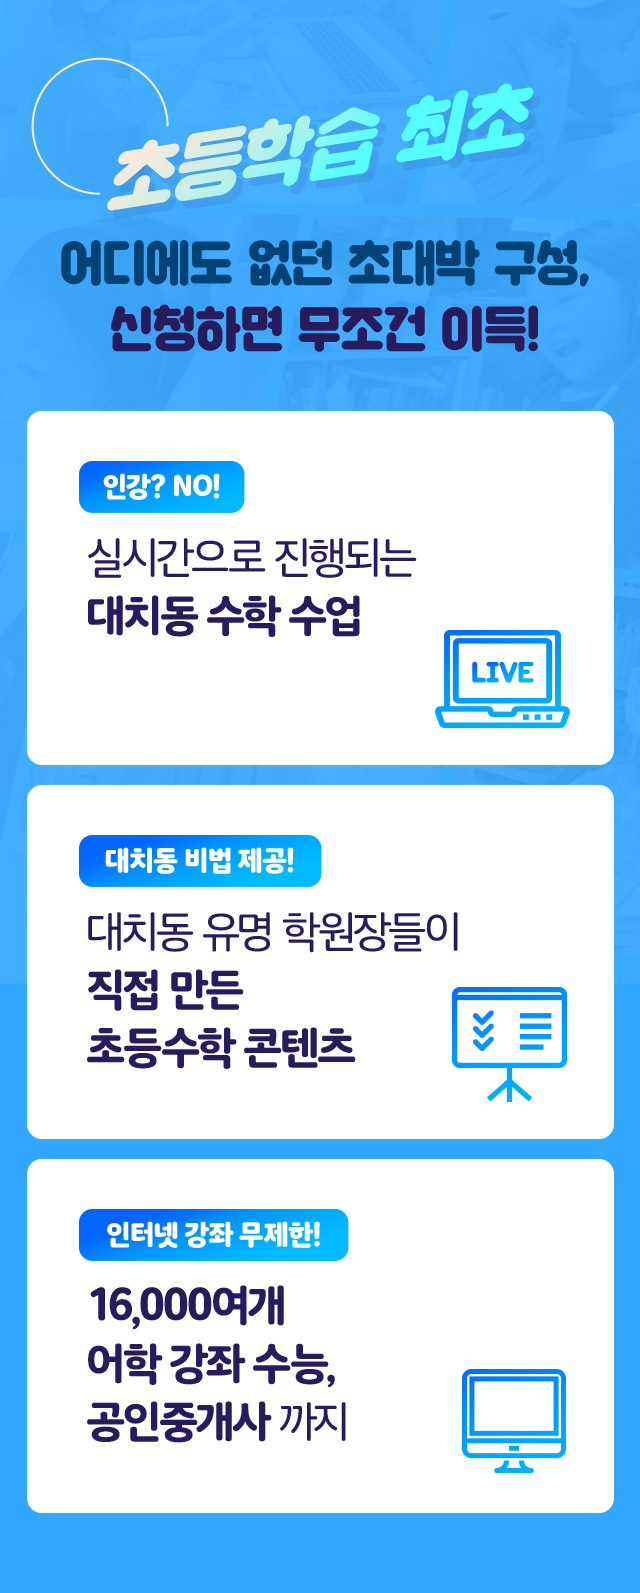 초등학습 최초
어디에도 없던 초대박 구성,
신청하면 무조건 이득!
인강? NO!
실시간으로 진행되는
대치동 수학 수업
LIVE
대치동 비법 제공!
대치동 유명 학원장들이
직접 만든
초등수학 콘텐츠
인터넷 강좌 무제한!
16,000여개
어학 강좌 수능,
공인중개사 까지